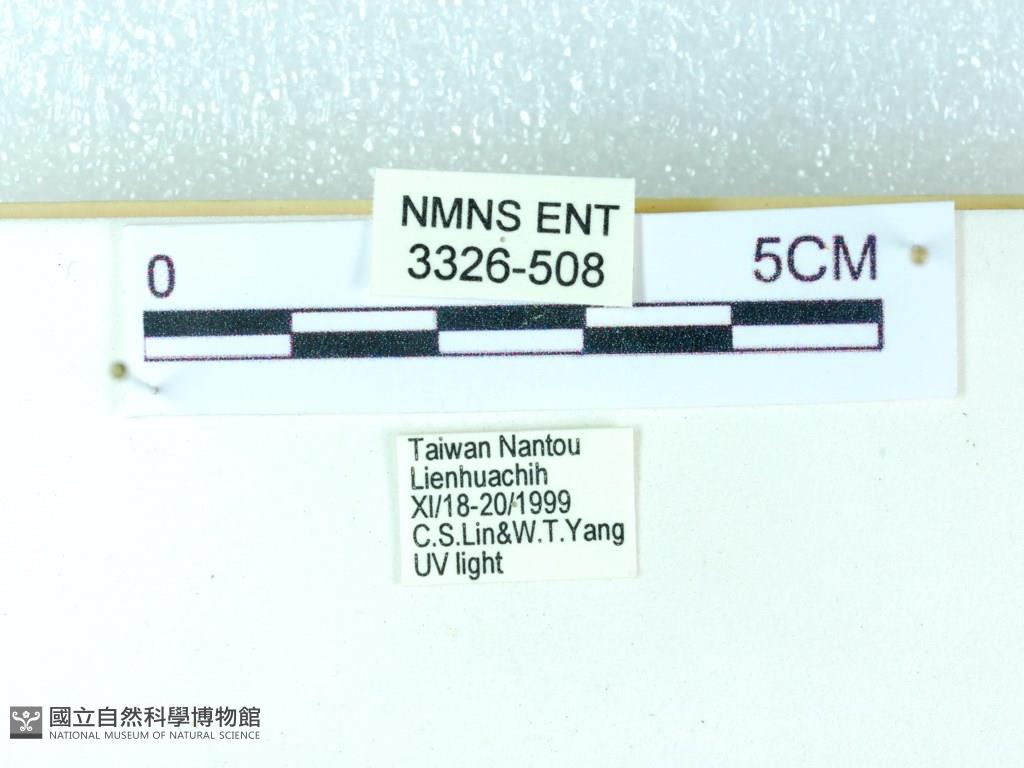 NMNS ENT
3326-508
0
5CM
Taiwan Nantou
Lienhuachih
XI/18-20/1999
C.S.Lin&W.T.Yang
UV light
國立自然科學博物館
NATIONAL MUSEUM OF NATURAL SCIENCE